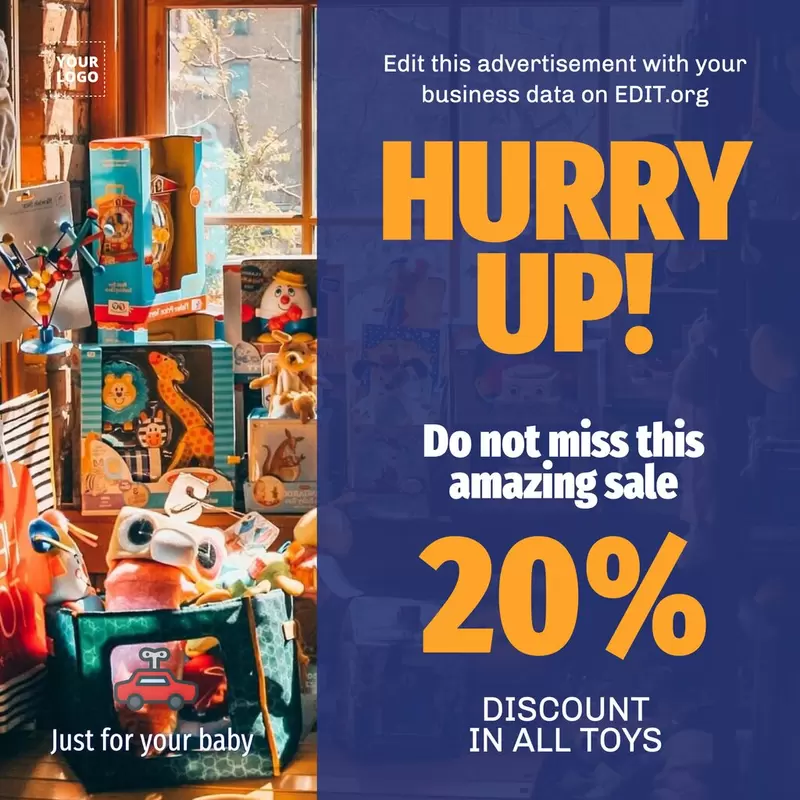 YOUR
LOGO
Edit this advertisement with your
business data on EDIT.org
HURRY
UP!
Do not miss this
amazing sale
20%
DISCOUNT
IN ALL TOYS
Just for your baby